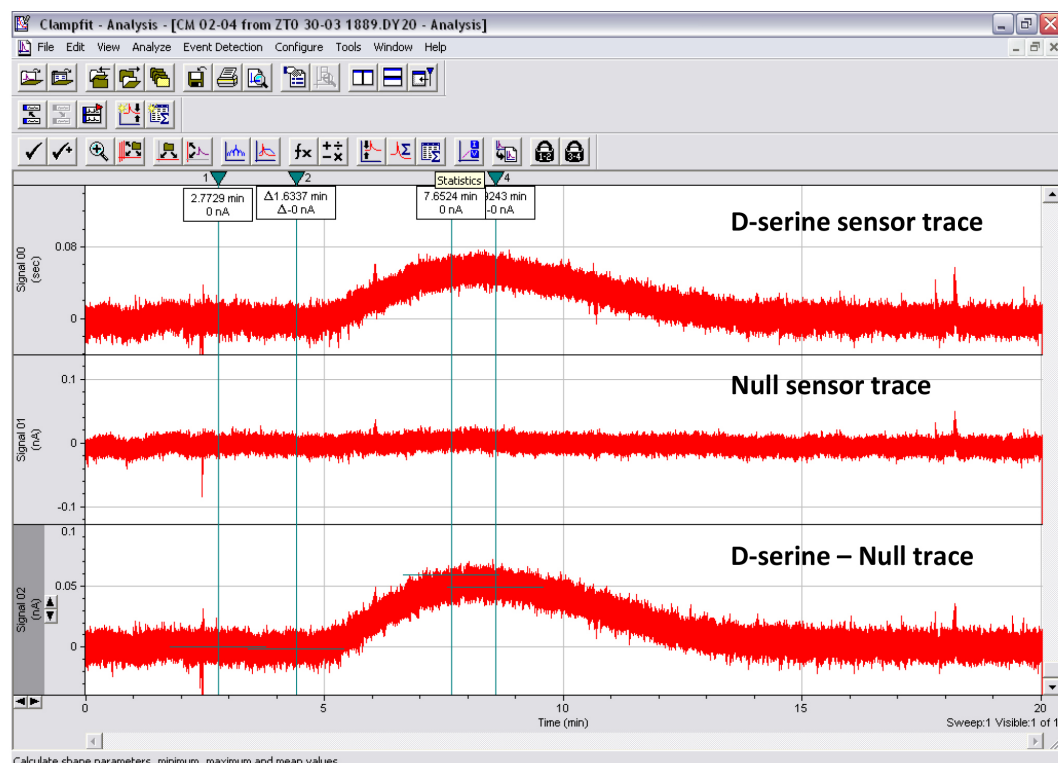 Clampfit - Analysis - [CM 02-04 from ZTO 30-03 1889.DY20 - Analysis]
File Edit View Analyze Event Detection Configure Tools Window Help
1 2 4
Statistics
2.7729 min
0 nA
Δ1.6337 min
Δ-0 nA
7.6524 min
0 nA
9243 min
-0 nA
D-serine sensor trace
Signal 00
(sec)
0.08
0
Null sensor trace
Signal 01
(nA)
0.1
0
-0.1
D-serine – Null trace
Signal 02
(nA)
0.1
0.05
0
0 5 10 15 20
Time (min)
Sweep:1 Visible:1 of 1
Calculate shape parameters, minimum, maximum and mean values